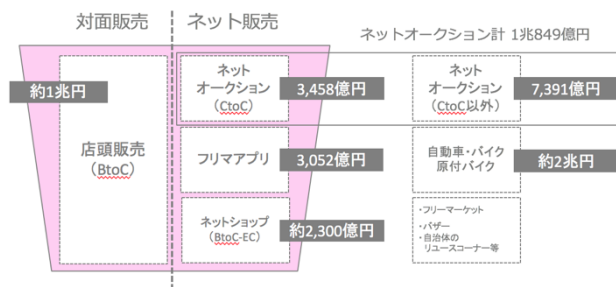 対面販売
ネット販売
ネットオークション計 1兆849億円
約1兆円
店頭販売
(BtoC)
ネット
オークション
(CtoC)
3,458億円
ネット
オークション
(CtoC以外)
7,391億円
フリマアプリ
3,052億円
自動車・バイク
原付バイク
約2兆円
ネットショップ
(BtoC-EC)
約2,300億円
・フリーマーケット
・バザー
・自治体の
リユースコーナー等